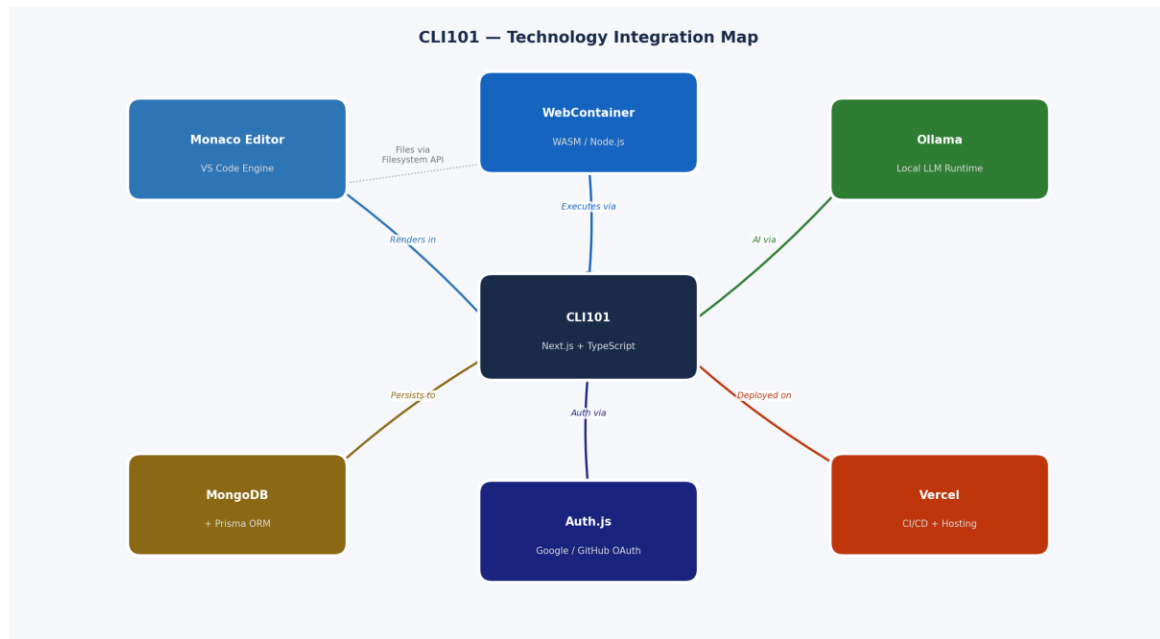 CLI101 — Technology Integration Map
WebContainer
WASM / Node.js
Monaco Editor
VS Code Engine
Ollama
Local LLM Runtime
Files via
Filesystem API
Executes via
Renders in
AI via
CLI101
Next.js + TypeScript
Persists to
Auth via
Deployed on
MongoDB
+ Prisma ORM
Auth.js
Google / GitHub OAuth
Vercel
CI/CD + Hosting